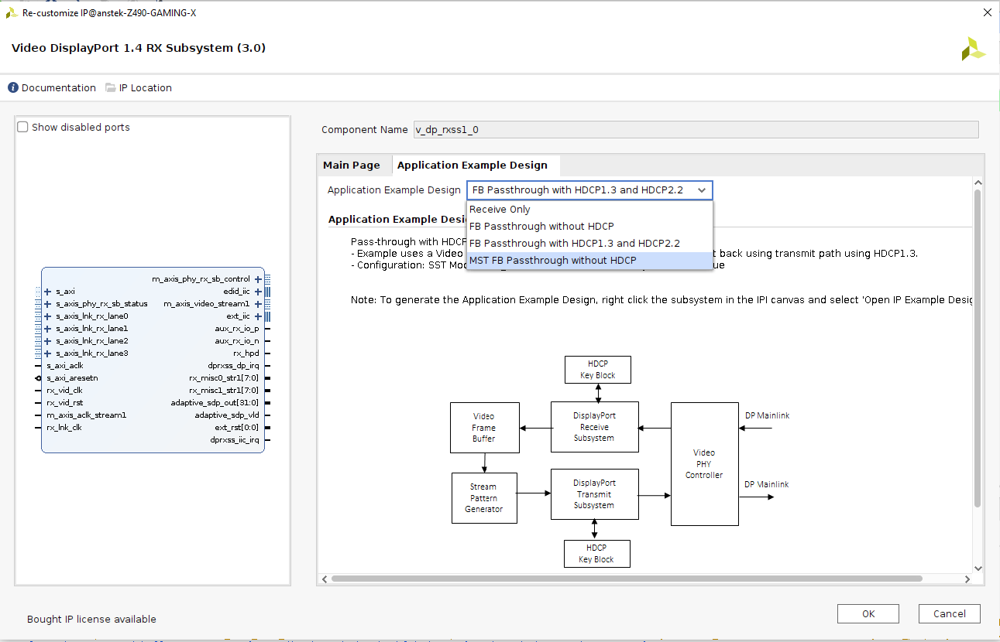 Re-customize IP@anstek-Z490-GAMING-X
Video DisplayPort 1.4 RX Subsystem (3.0)
Documentation
IP Location
Show disabled ports
m_axis_phy_rx_sb_control
s_axi
edid_iic
s_axis_phy_rx_sb_status
m_axis_video_stream1
s_axis_lnk_rx_lane0
ext_iic
s_axis_lnk_rx_lane1
aux_rx_io_p
s_axis_lnk_rx_lane2
aux_rx_io_n
s_axis_lnk_rx_lane3
rx_hpd
s_axi_aclk
dprxss_dp_irq
s_axi_aresetn
rx_misc0_str1[7:0]
rx_vid_clk
rx_misc1_str1[7:0]
rx_vid_rst
adaptive_sdp_out[31:0]
m_axis_aclk_stream1
adaptive_sdp_vld
rx_lnk_clk
ext_rst[0:0]
dprxss_iic_irq
Component Name
v_dp_rxss1_0
Main Page
Application Example Design
Application Example Design
FB Passthrough with HDCP1.3 and HDCP2.2
Receive Only
FB Passthrough without HDCP
FB Passthrough with HDCP1.3 and HDCP2.2
MST FB Passthrough without HDCP
Application Example Desi
Pass-through with HDCP
- Example uses a Video
t back using transmit path using HDCP1.3.
- Configuration: SST Mod
ue
Note: To generate the Application Example Design, right click the subsystem in the IPI canvas and select 'Open IP Example Desig
HDCP
Key Block
Video
Frame
Buffer
DisplayPort
Receive
Subsystem
Video
PHY
Controller
DP Mainlink
Stream
Pattern
Generator
DisplayPort
Transmit
Subsystem
DP Mainlink
HDCP
Key Block
Bought IP license available
OK
Cancel